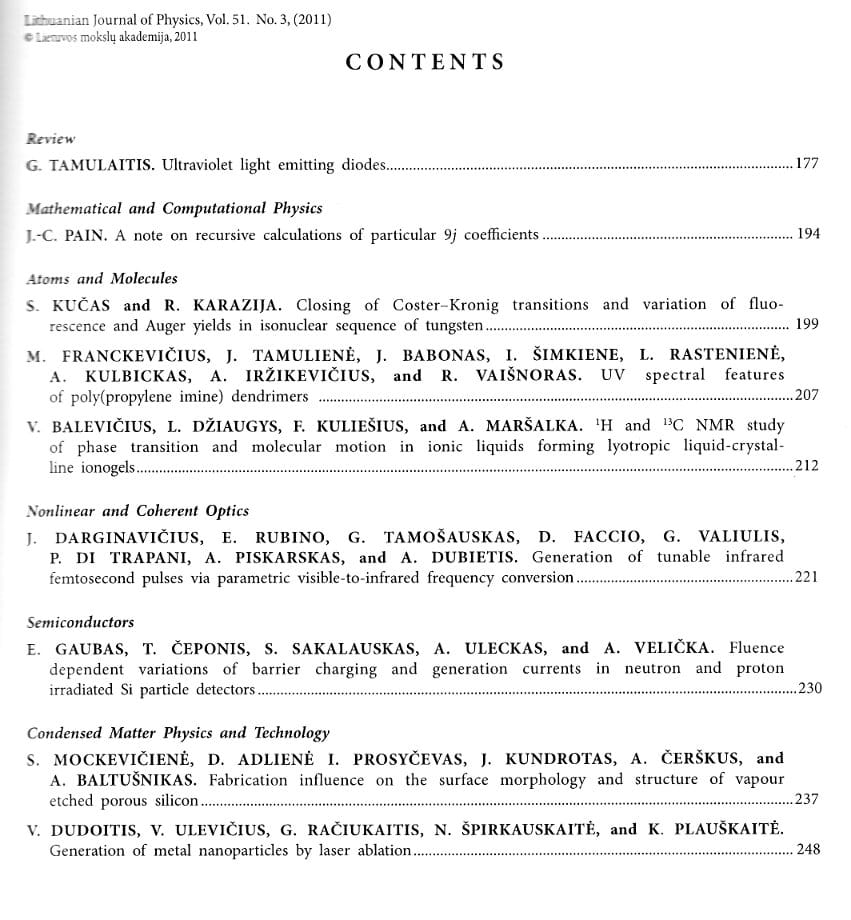 Lithuanian Journal of Physics, Vol. 51. No. 3, (2011)
© Lietuvos mokslų akademija, 2011
CONTENTS
Review
G. TAMULAITIS. Ultraviolet light emitting diodes....177
Mathematical and Computational Physics
J.-C. PAIN. A note on recursive calculations of particular 9j coefficients.... 194
Atoms and Molecules
S. KUČAS and R. KARAZIJA. Closing of Coster–Kronig transitions and variation of fluo-
rescence and Auger yields in isonuclear sequence of tungsten.... 199
M. FRANCKEVIČIUS, J. TAMULIENĖ, J. BABONAS, I. ŠIMKIENE, L. RASTENIENĖ,
A. KULBICKAS, A. IRŽIKEVIČIUS, and R. VAIŠNORAS. UV spectral features
of poly(propylene imine) dendrimers ....207
V. BALEVIČIUS, L. DŽIAUGYS, F. KULIEŠIUS, and A. MARŠALKA. ¹H and ¹³C NMR study
of phase transition and molecular motion in ionic liquids forming lyotropic liquid-crystal-
line ionogels....212
Nonlinear and Coherent Optics
J. DARGINAVIČIUS, E. RUBINO, G. TAMOŠAUSKAS, D. FACCIO, G. VALIULIS,
P. DI TRAPANI, A. PISKARSKAS, and A. DUBIETIS. Generation of tunable infrared
femtosecond pulses via parametric visible-to-infrared frequency conversion....221
Semiconductors
E. GAUBAS, T. ČEPONIS, S. SAKALAUSKAS, A. ULECKAS, and A. VELIČKA. Fluence
dependent variations of barrier charging and generation currents in neutron and proton
irradiated Si particle detectors....230
Condensed Matter Physics and Technology
S. MOCKEVIČIENĖ, D. ADLIENĖ I. PROSYČEVAS, J. KUNDROTAS, A. ČERŠKUS, and
A. BALTUŠNIKAS. Fabrication influence on the surface morphology and structure of vapour
etched porous silicon....237
V. DUDOITIS, V. ULEVIČIUS, G. RAČIUKAITIS, N. ŠPIRKAUSKAITĖ, and K. PLAUŠKAITĖ.
Generation of metal nanoparticles by laser ablation.... 248